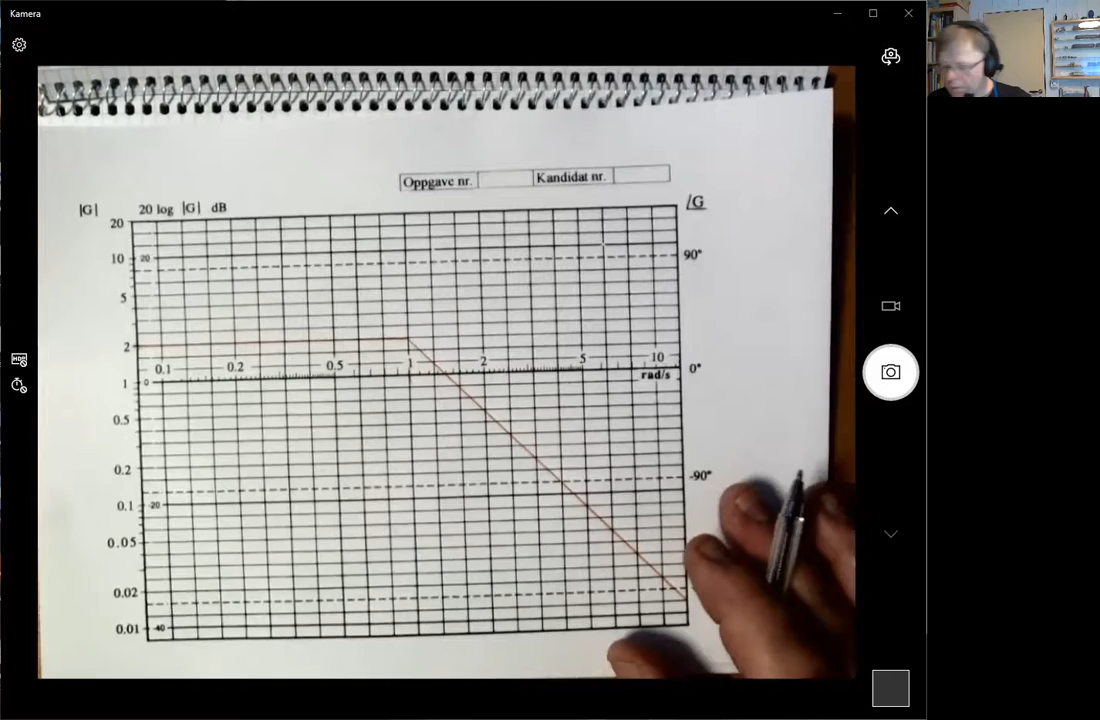 Kamera
Oppgave nr. Kandidat nr.
|G| 20 log |G| dB /G
20
10 20 90°
5
2
0.1 0.2 0.5 1 2 5 10
rad/s 0°
1 0
0.5
0.2 -90°
0.1 -20
0.05
0.02
0.01 -40